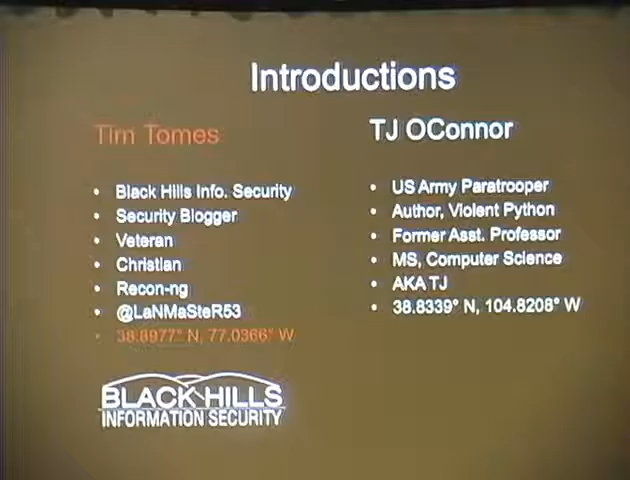 Introductions
Tim Tomes
Black Hills Info. Security
Security Blogger
Veteran
Christian
Recon-ng
@LaNMaSteR53
38.8977° N, 77.0366° W
BLACK HILLS
INFORMATION SECURITY
TJ OConnor
US Army Paratrooper
Author, Violent Python
Former Asst. Professor
MS, Computer Science
AKA TJ
38.8339° N, 104.8208° W